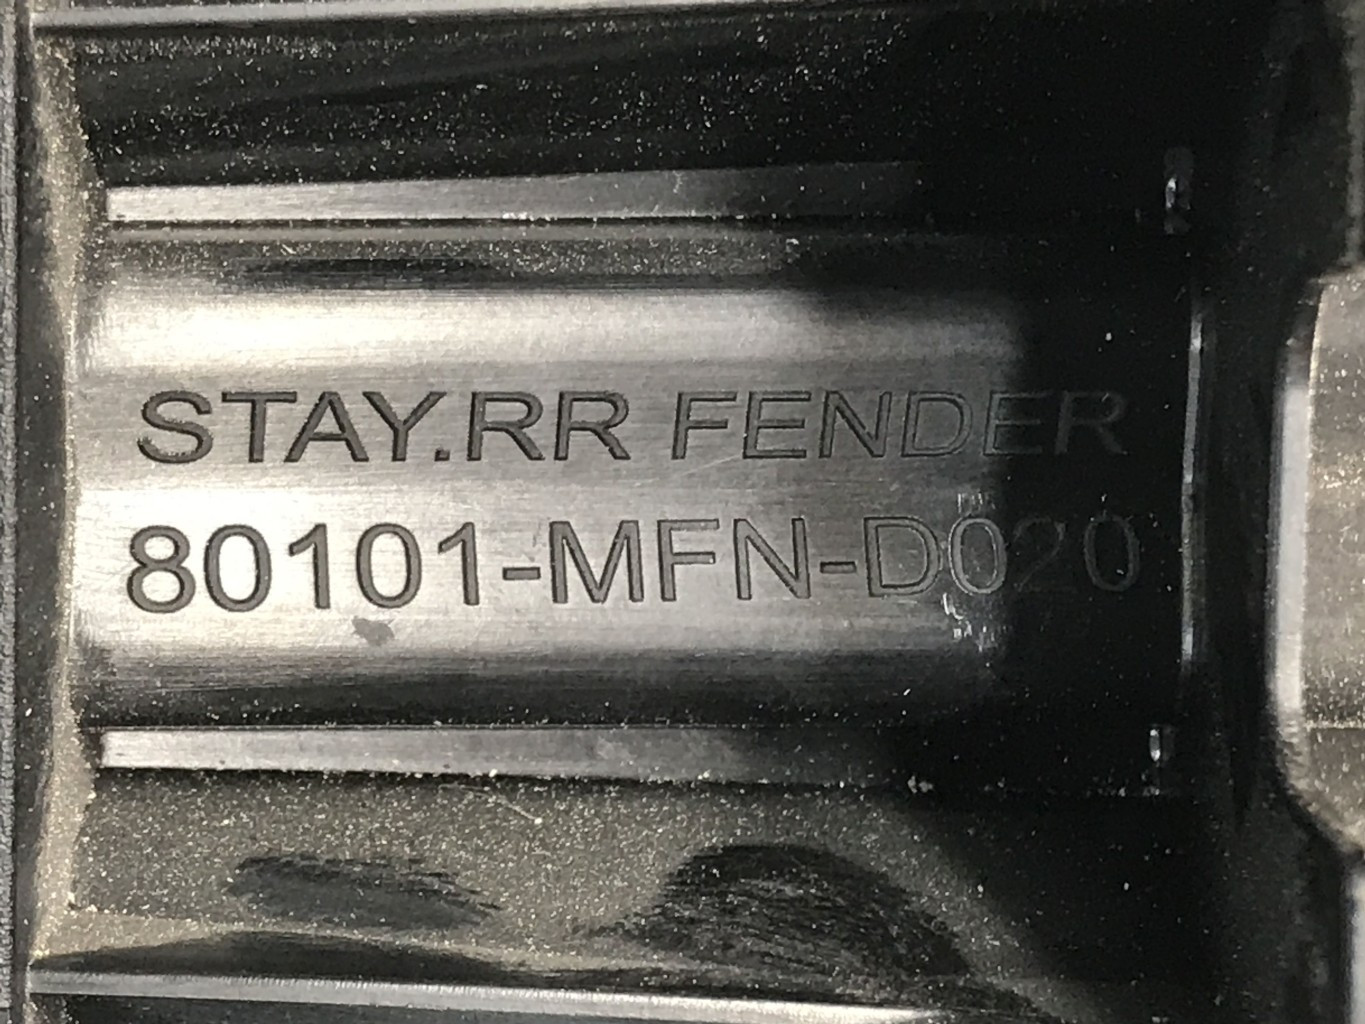 STAY.RR FENDER
80101-MFN-D020